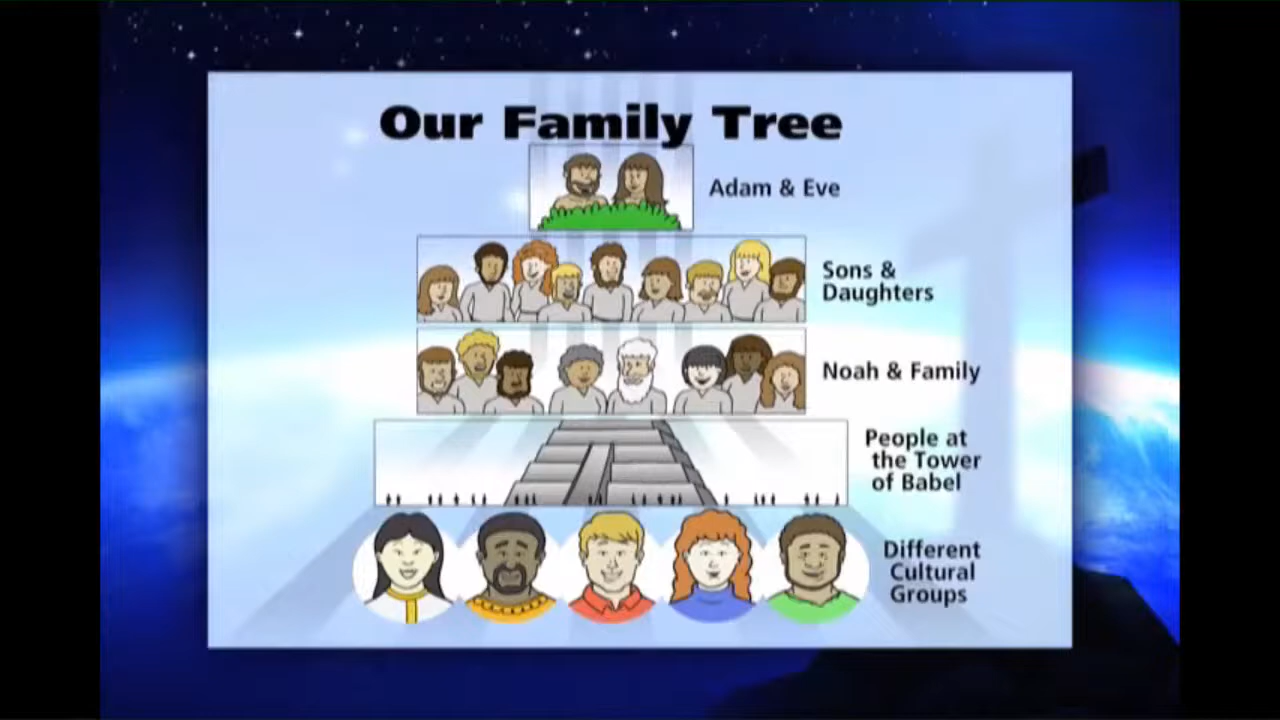 Our Family Tree
Adam & Eve
Sons &
Daughters
Noah & Family
People at
the Tower
of Babel
Different
Cultural
Groups